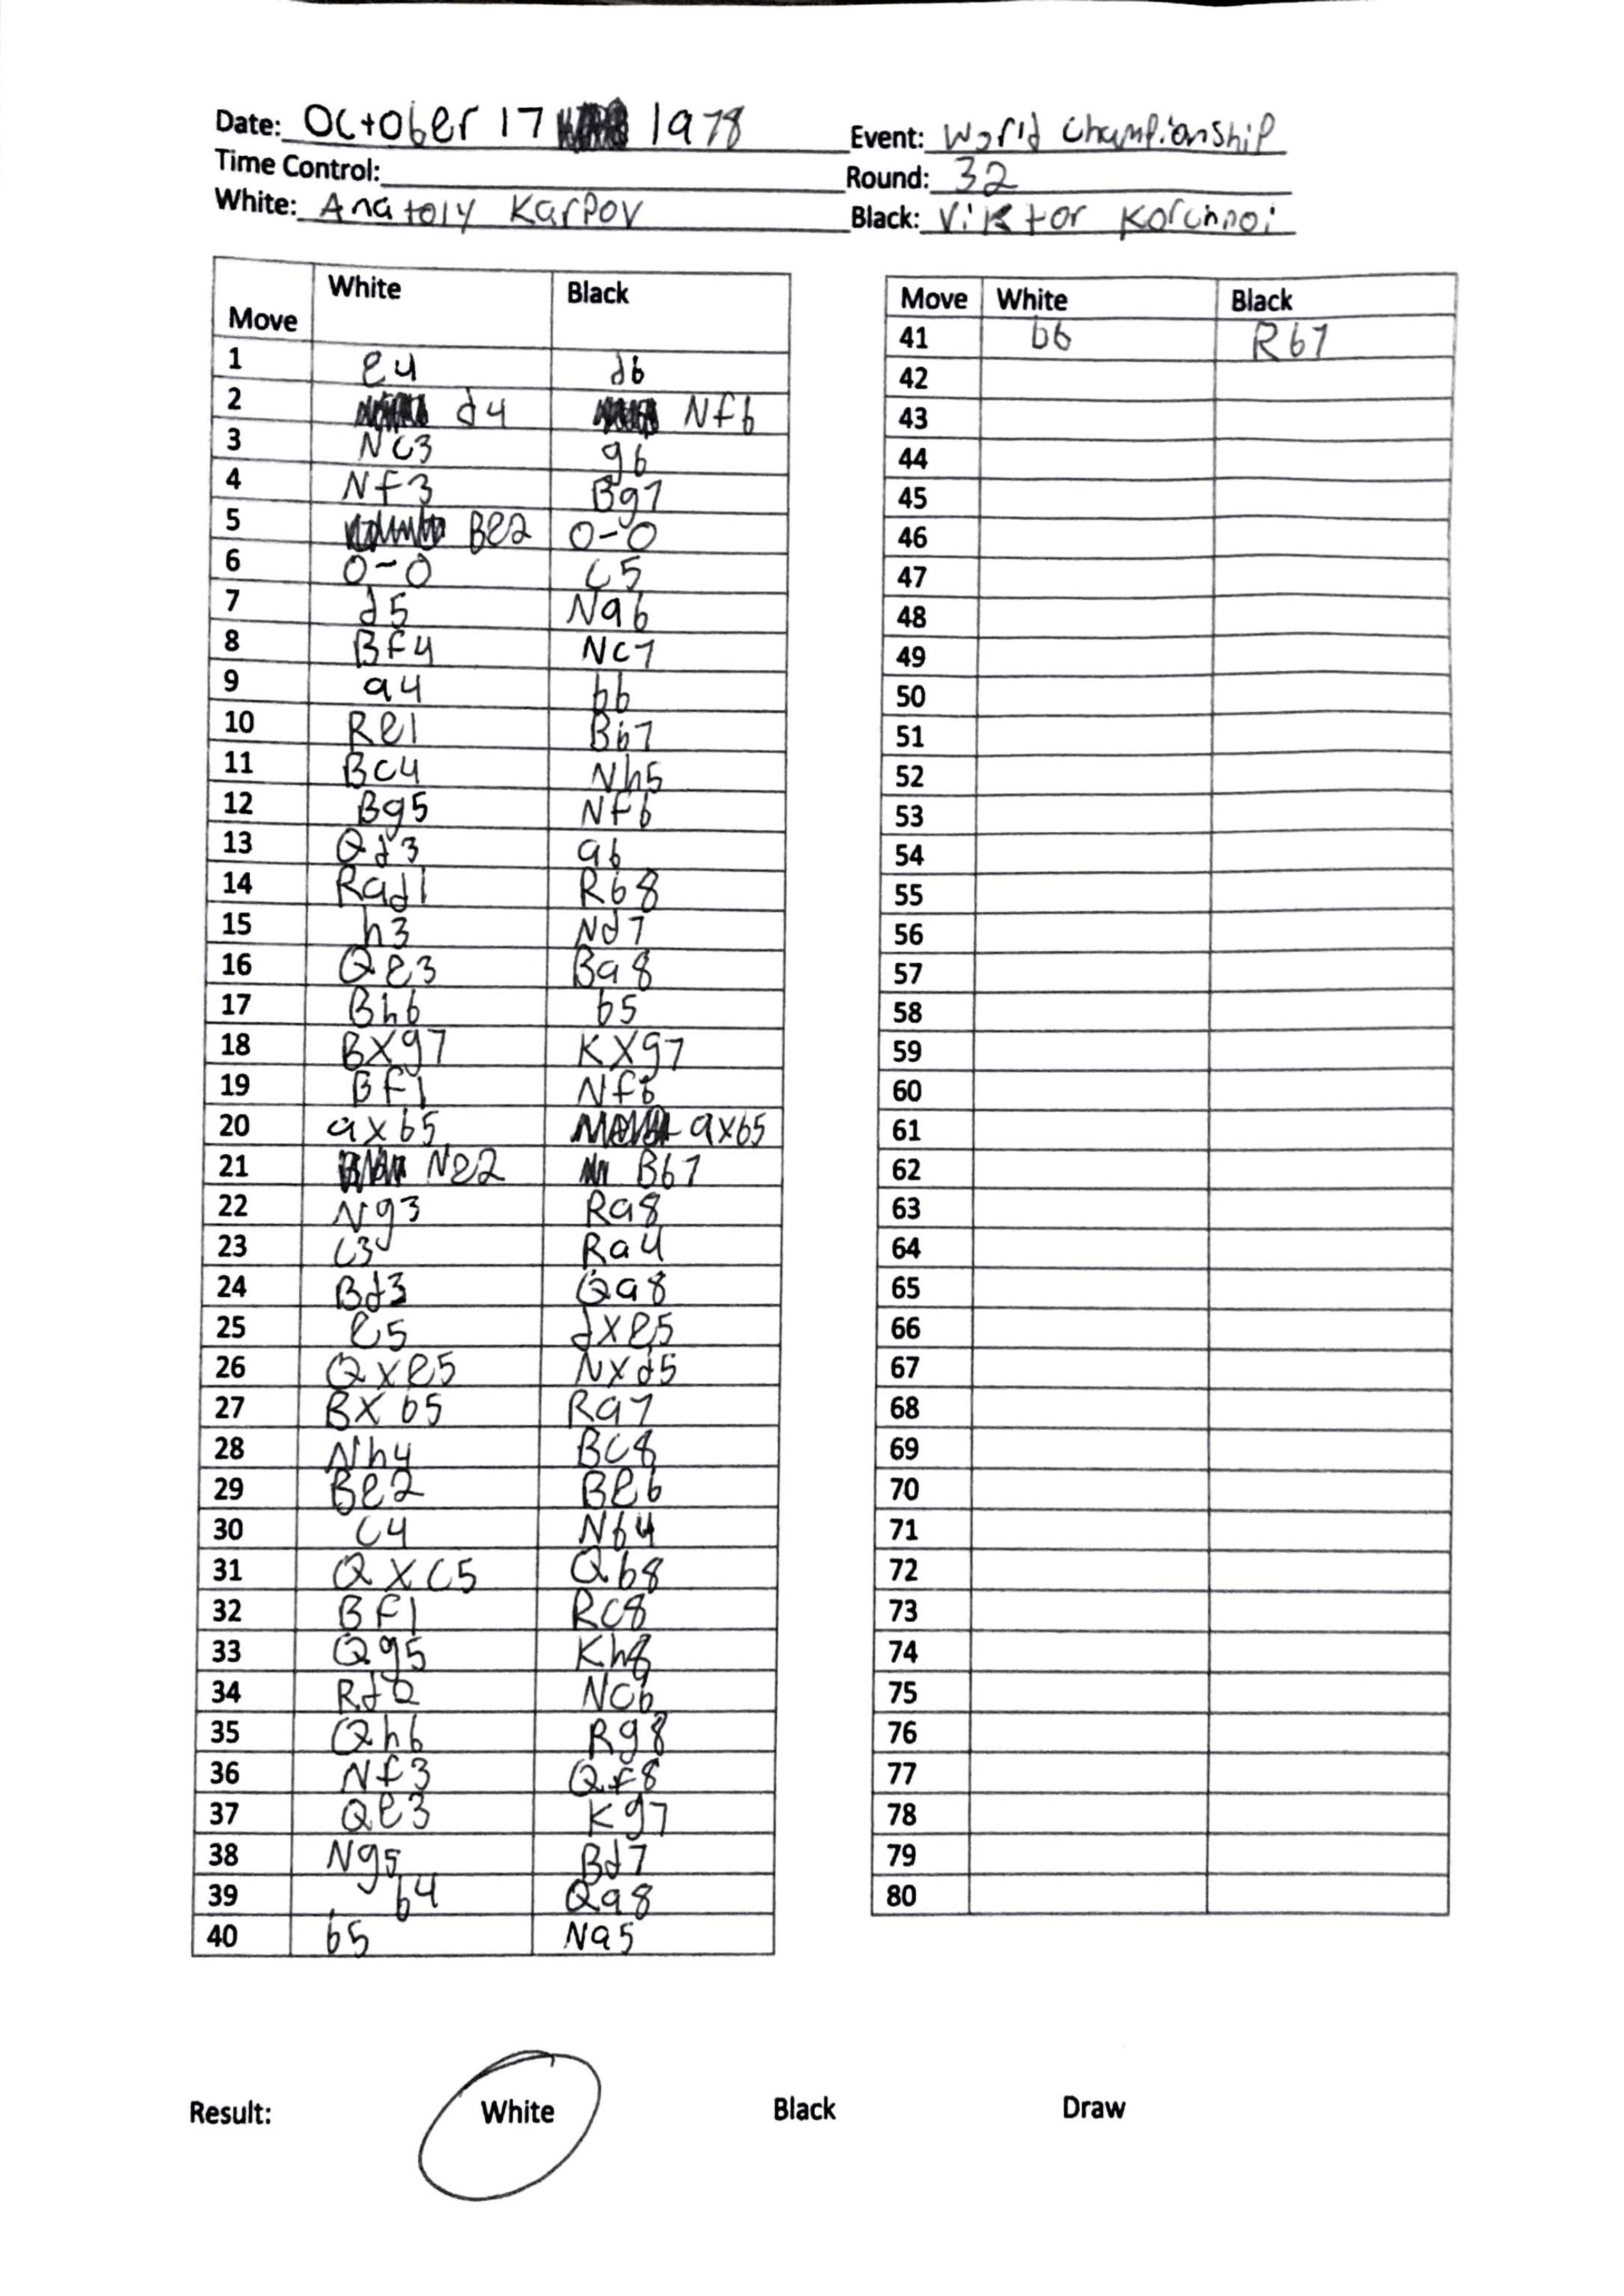 Date: October 17 1978 Event: World Championship
Time Control: Round: 32
White: Anatoly Karpov Black: Viktor Korchnoi
Move White Black
1 e4 d6
2 d4 Nf6
3 Nc3 g6
4 Nf3 Bg7
5 Be2 0-0
6 0-0 c5
7 d5 Na6
8 Bf4 Nc7
9 a4 b6
10 Re1 Bb7
11 Bc4 Nh5
12 Bg5 Nf6
13 Qd3 a6
14 Rad1 Rb8
15 h3 Nd7
16 Qe3 Ba8
17 Bh6 b5
18 Bxg7 Kxg7
19 Bf1 Nf6
20 axb5 axb5
21 Ne2 Bb7
22 Ng3 Ra8
23 c3 Ra4
24 Bd3 Qa8
25 e5 dxe5
26 Qxe5 Nxd5
27 Bxb5 Ra7
28 Nh4 Bc8
29 Be2 Be6
30 c4 Nb4
31 Qxc5 Qb8
32 Bf1 Rc8
33 Qg5 Kh8
34 Rd2 Nc6
35 Qh6 Rg8
36 Nf3 Qf8
37 Qe3 Kg7
38 Ng5 Bd7
39 b4 Qa8
40 b5 Na5
Move White Black
41 b6 Rb7
42
43
44
45
46
47
48
49
50
51
52
53
54
55
56
57
58
59
60
61
62
63
64
65
66
67
68
69
70
71
72
73
74
75
76
77
78
79
80
Result: White Black Draw